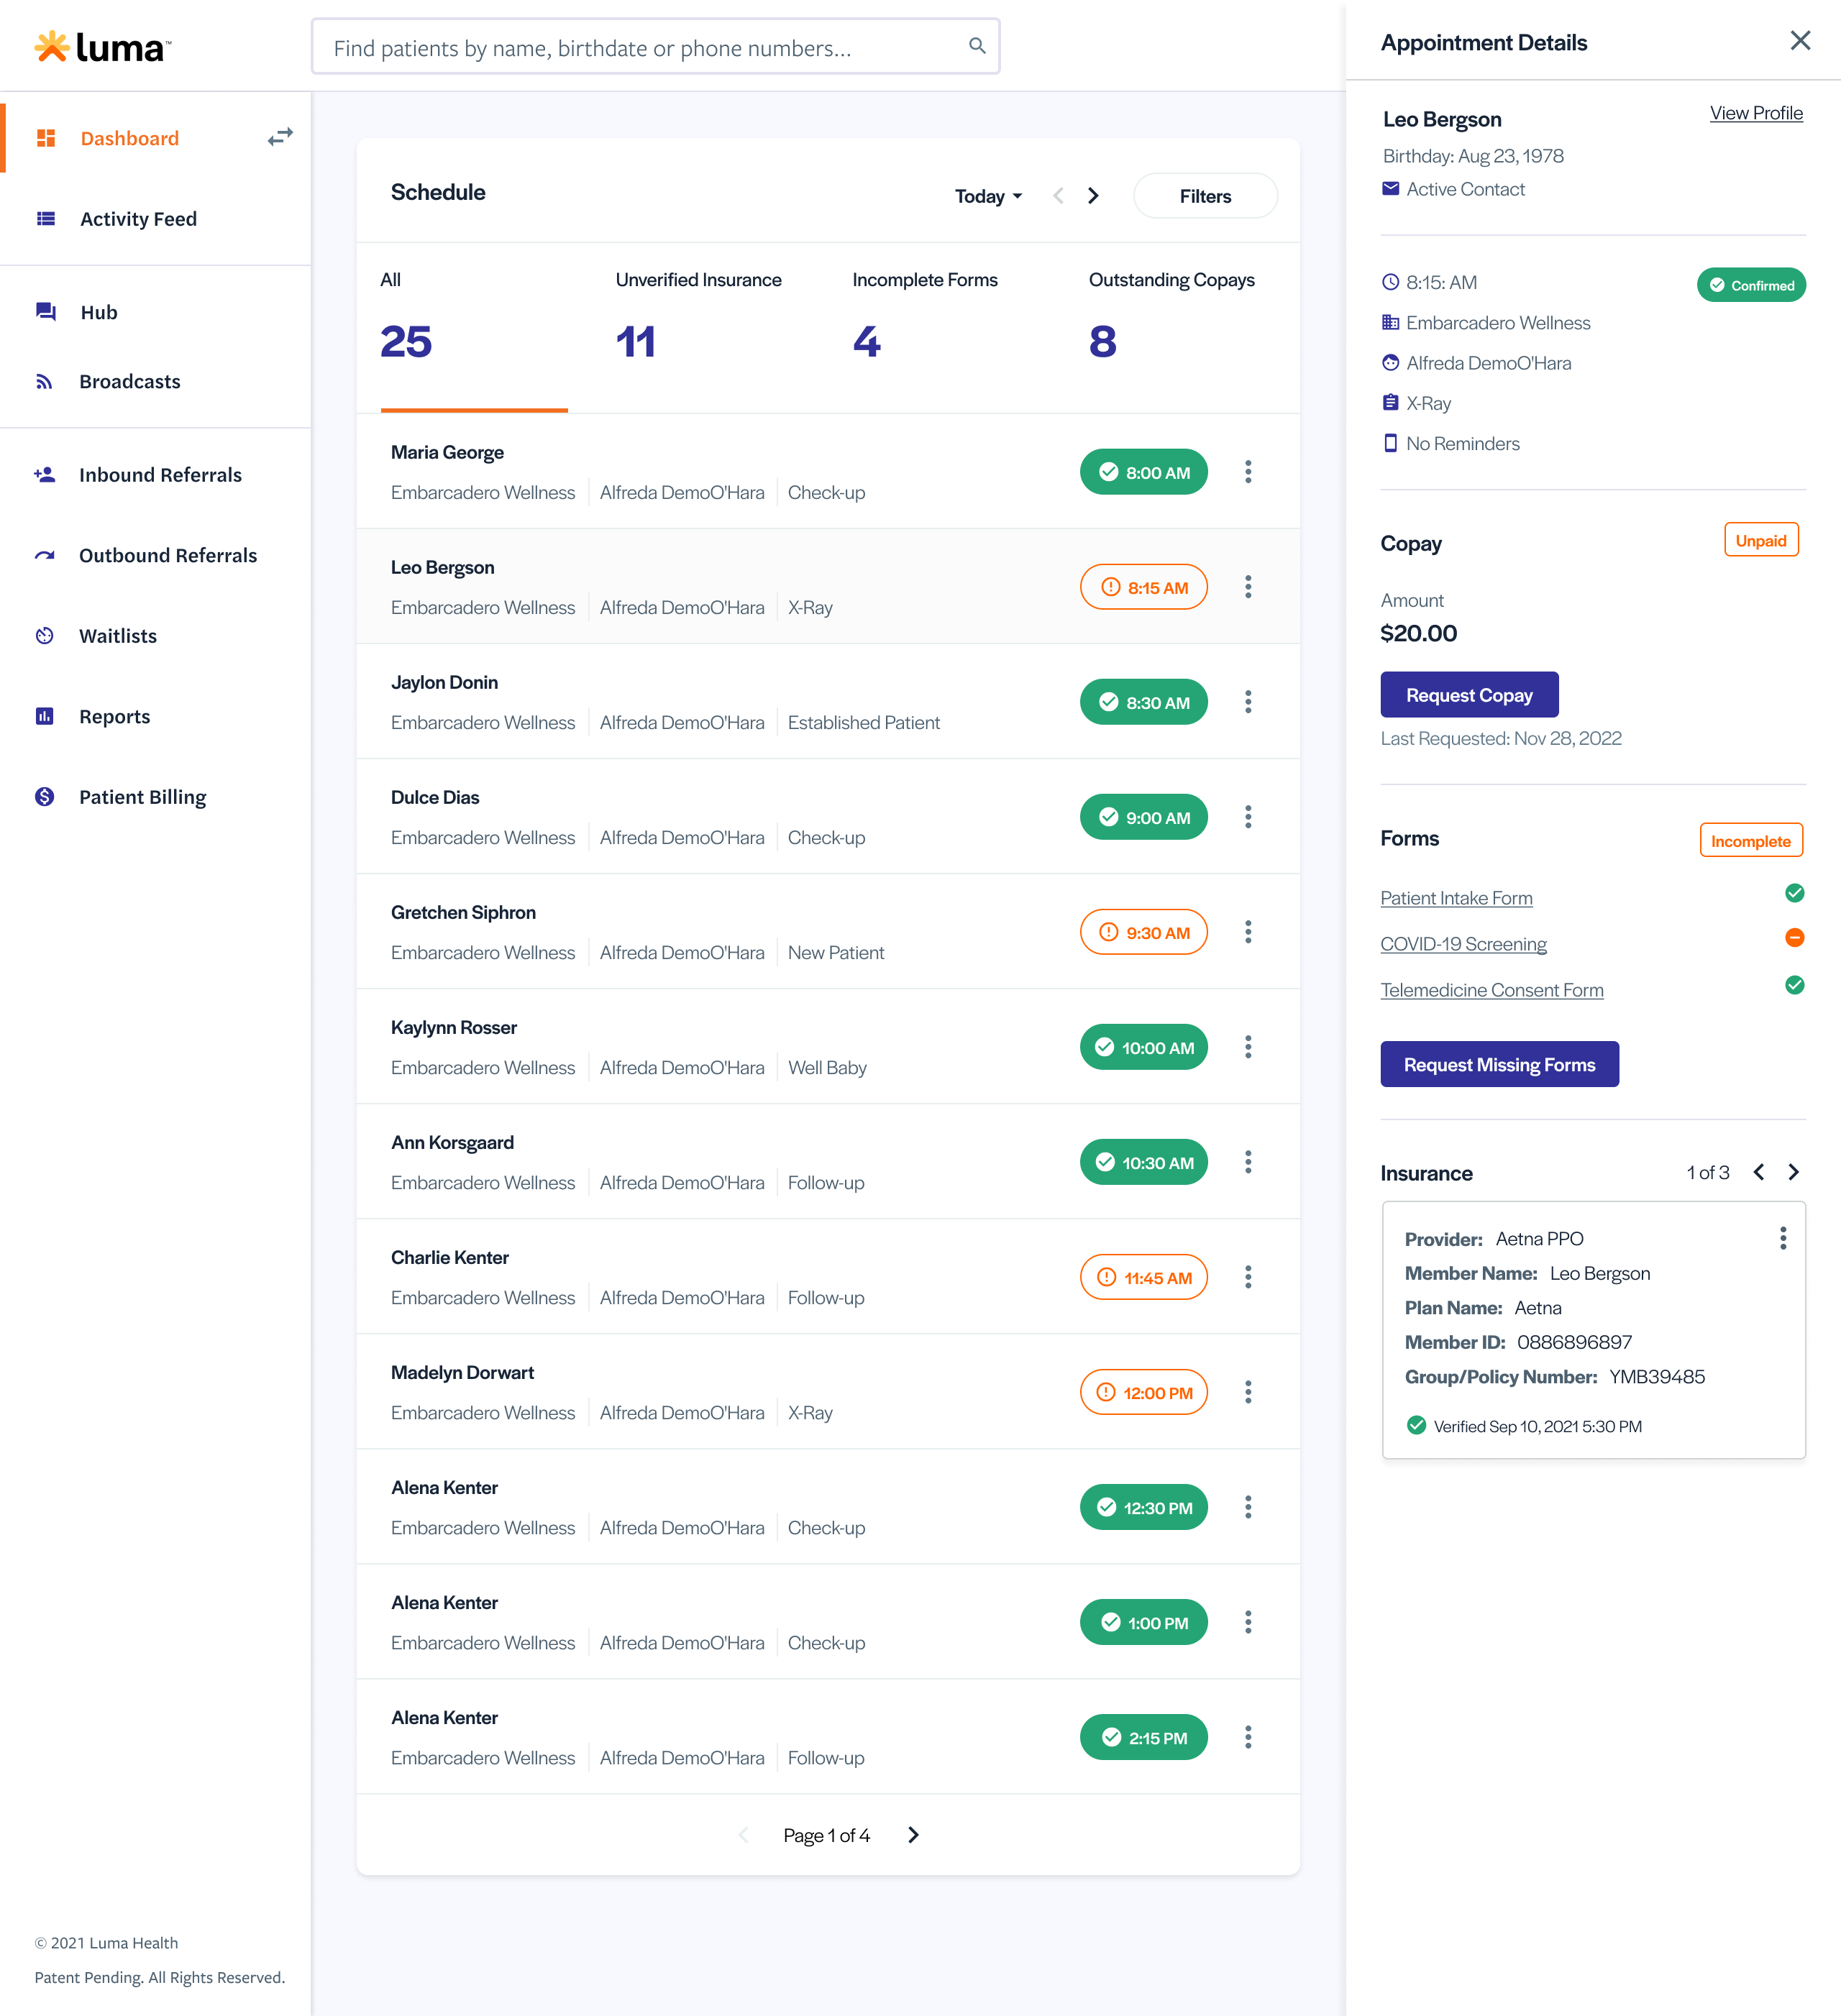 luma™
Find patients by name, birthdate or phone numbers...
Dashboard
Activity Feed
Hub
Broadcasts
Inbound Referrals
Outbound Referrals
Waitlists
Reports
Patient Billing
© 2021 Luma Health
Patent Pending. All Rights Reserved.
Schedule
Today
Filters
All Unverified Insurance Incomplete Forms Outstanding Copays
25 11 4 8
Maria George
Embarcadero Wellness Alfreda DemoO'Hara Check-up
8:00 AM
Leo Bergson
Embarcadero Wellness Alfreda DemoO'Hara X-Ray
8:15 AM
Jaylon Donin
Embarcadero Wellness Alfreda DemoO'Hara Established Patient
8:30 AM
Dulce Dias
Embarcadero Wellness Alfreda DemoO'Hara Check-up
9:00 AM
Gretchen Siphron
Embarcadero Wellness Alfreda DemoO'Hara New Patient
9:30 AM
Kaylynn Rosser
Embarcadero Wellness Alfreda DemoO'Hara Well Baby
10:00 AM
Ann Korsgaard
Embarcadero Wellness Alfreda DemoO'Hara Follow-up
10:30 AM
Charlie Kenter
Embarcadero Wellness Alfreda DemoO'Hara Follow-up
11:45 AM
Madelyn Dorwart
Embarcadero Wellness Alfreda DemoO'Hara X-Ray
12:00 PM
Alena Kenter
Embarcadero Wellness Alfreda DemoO'Hara Check-up
12:30 PM
Alena Kenter
Embarcadero Wellness Alfreda DemoO'Hara Check-up
1:00 PM
Alena Kenter
Embarcadero Wellness Alfreda DemoO'Hara Follow-up
2:15 PM
Page 1 of 4
Appointment Details
Leo Bergson
View Profile
Birthday: Aug 23, 1978
Active Contact
8:15: AM
Confirmed
Embarcadero Wellness
Alfreda DemoO'Hara
X-Ray
No Reminders
Copay
Unpaid
Amount
$20.00
Request Copay
Last Requested: Nov 28, 2022
Forms
Incomplete
Patient Intake Form
COVID-19 Screening
Telemedicine Consent Form
Request Missing Forms
Insurance
1 of 3
Provider: Aetna PPO
Member Name: Leo Bergson
Plan Name: Aetna
Member ID: 0886896897
Group/Policy Number: YMB39485
Verified Sep 10, 2021 5:30 PM